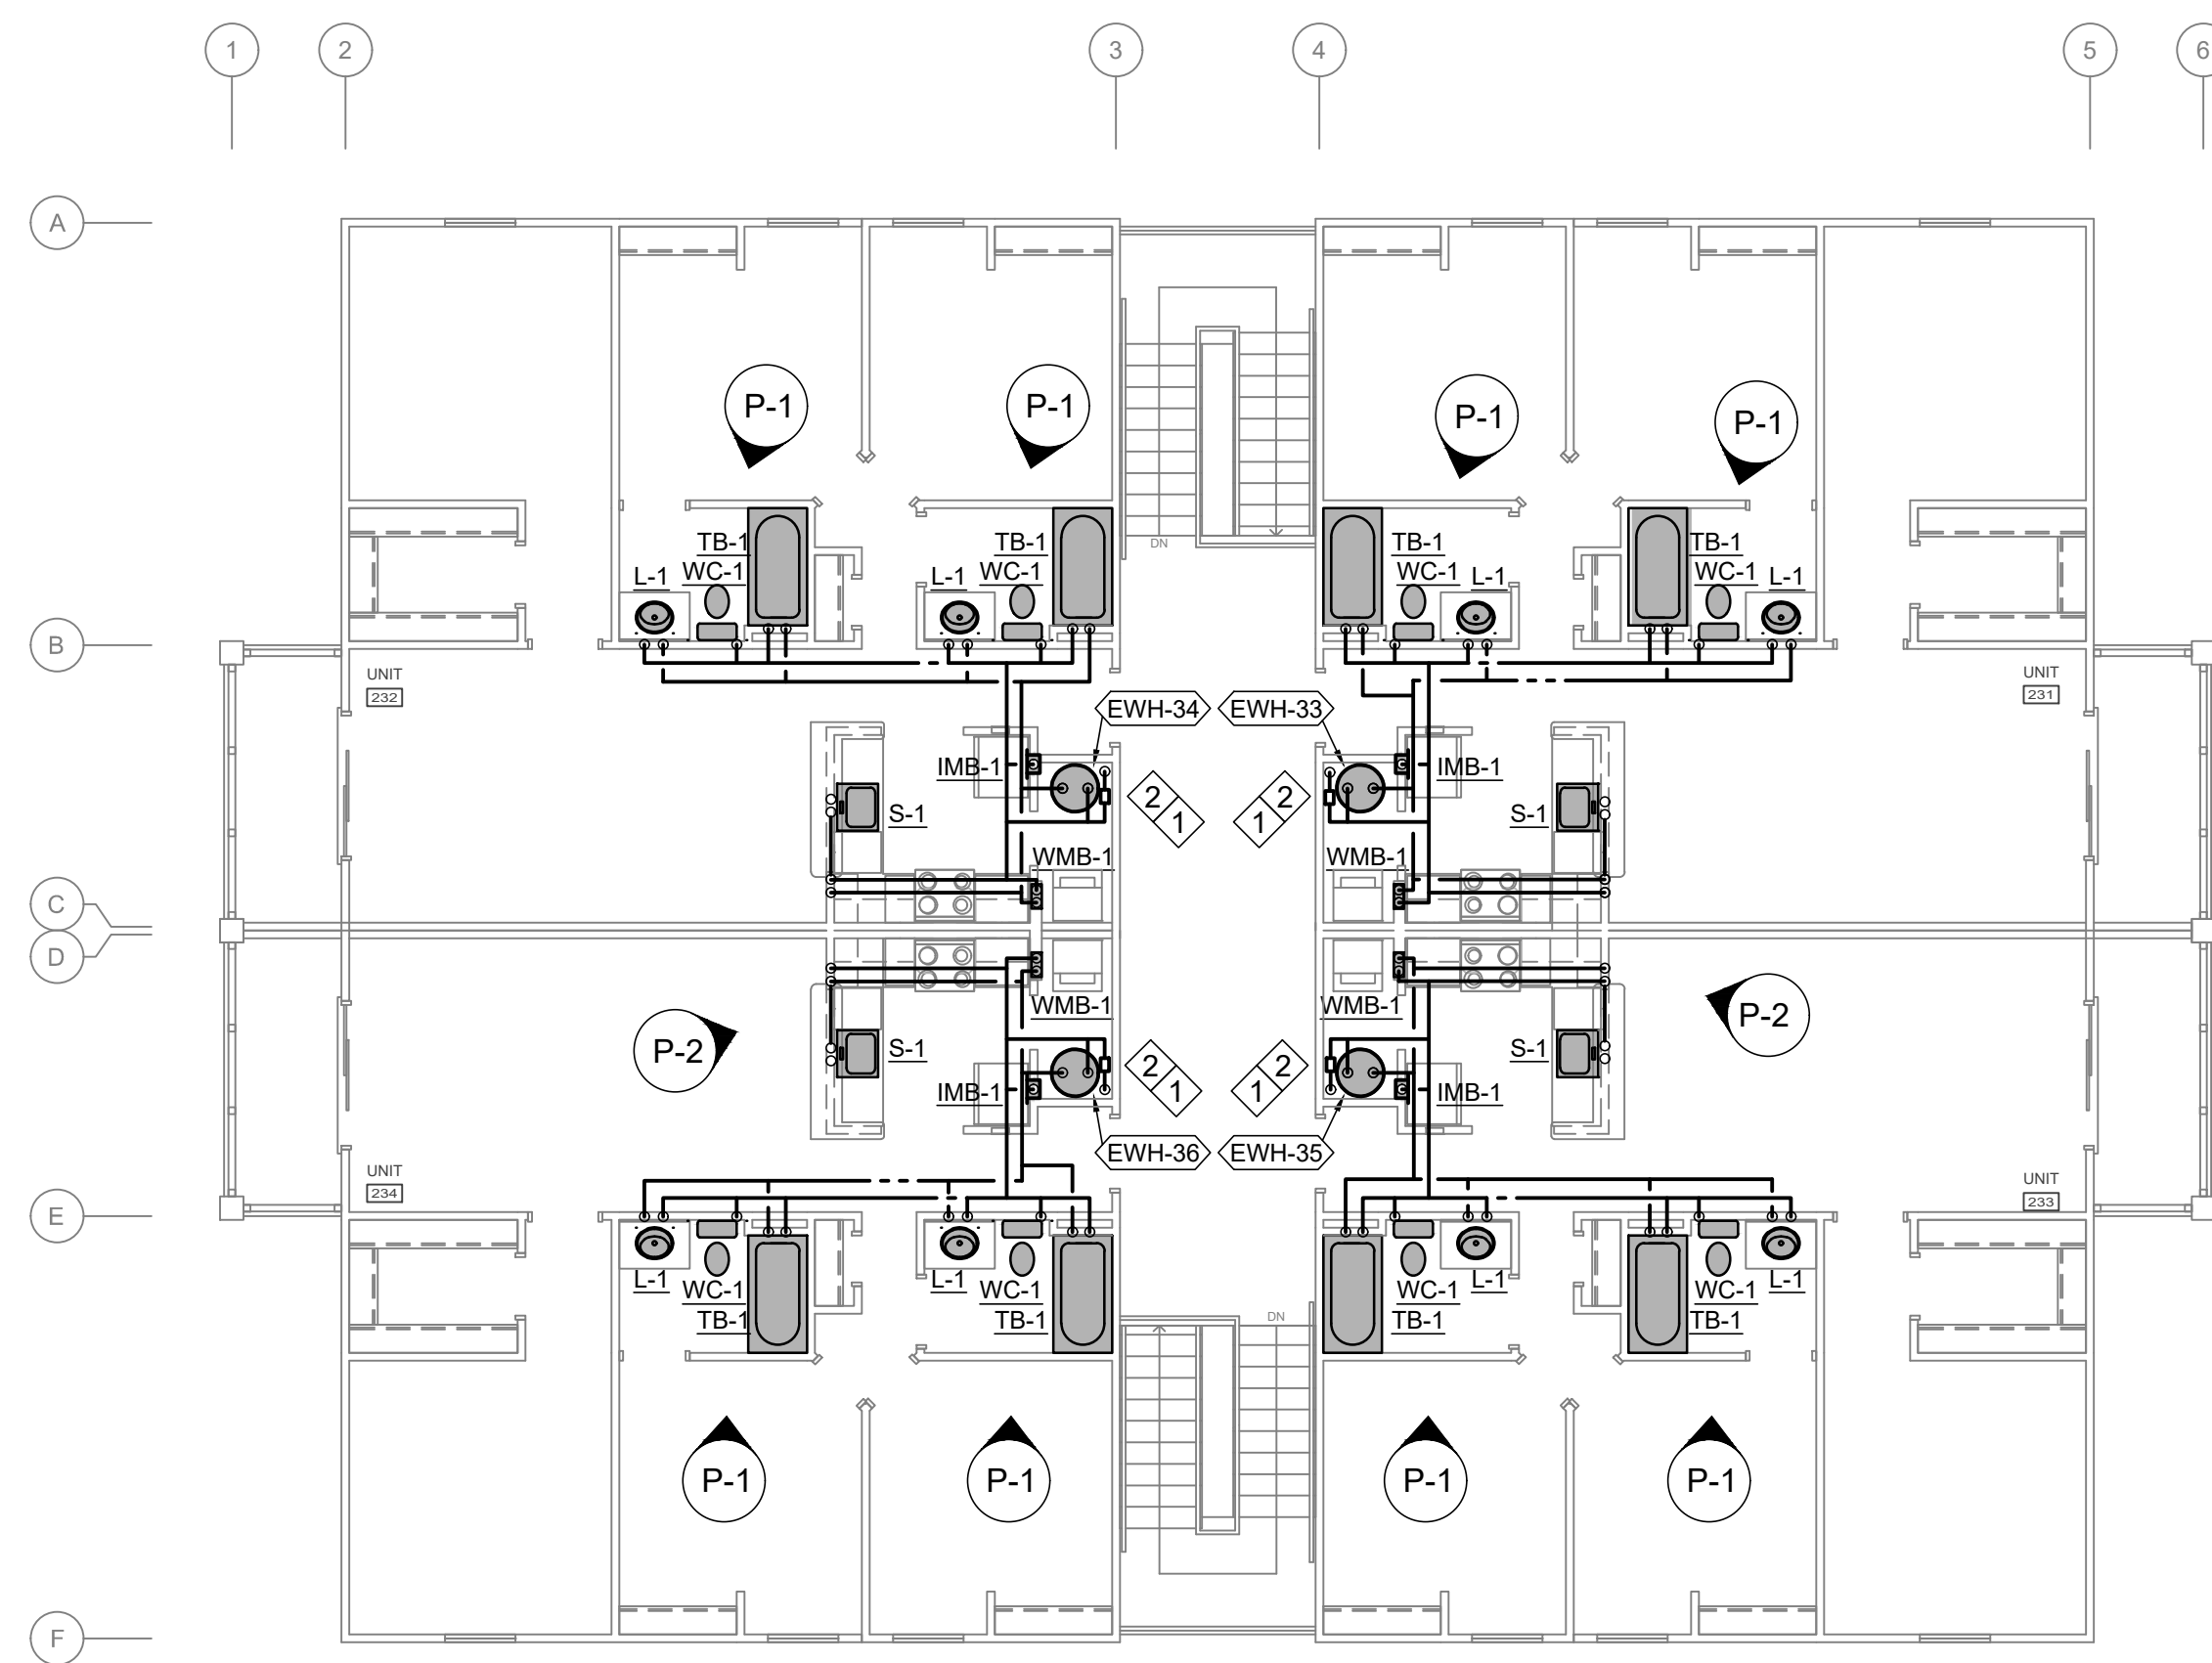 1 2 3 4 5 6
A
P-1 P-1 P-1 P-1
DN
TB-1 TB-1 TB-1 TB-1
WC-1 WC-1 WC-1 WC-1
L-1 L-1 L-1 L-1
B
UNIT UNIT
232 231
EWH-34 EWH-33
IMB-1 IMB-1
2 2
1 1
S-1 S-1
WMB-1 WMB-1
C
D
WMB-1 WMB-1
P-2 P-2
S-1 S-1
2 2
1 1
IMB-1 IMB-1
EWH-36 EWH-35
UNIT UNIT
234 233
E
L-1 L-1 L-1 L-1
WC-1 WC-1 WC-1 WC-1
DN
TB-1 TB-1 TB-1 TB-1
P-1 P-1 P-1 P-1
F